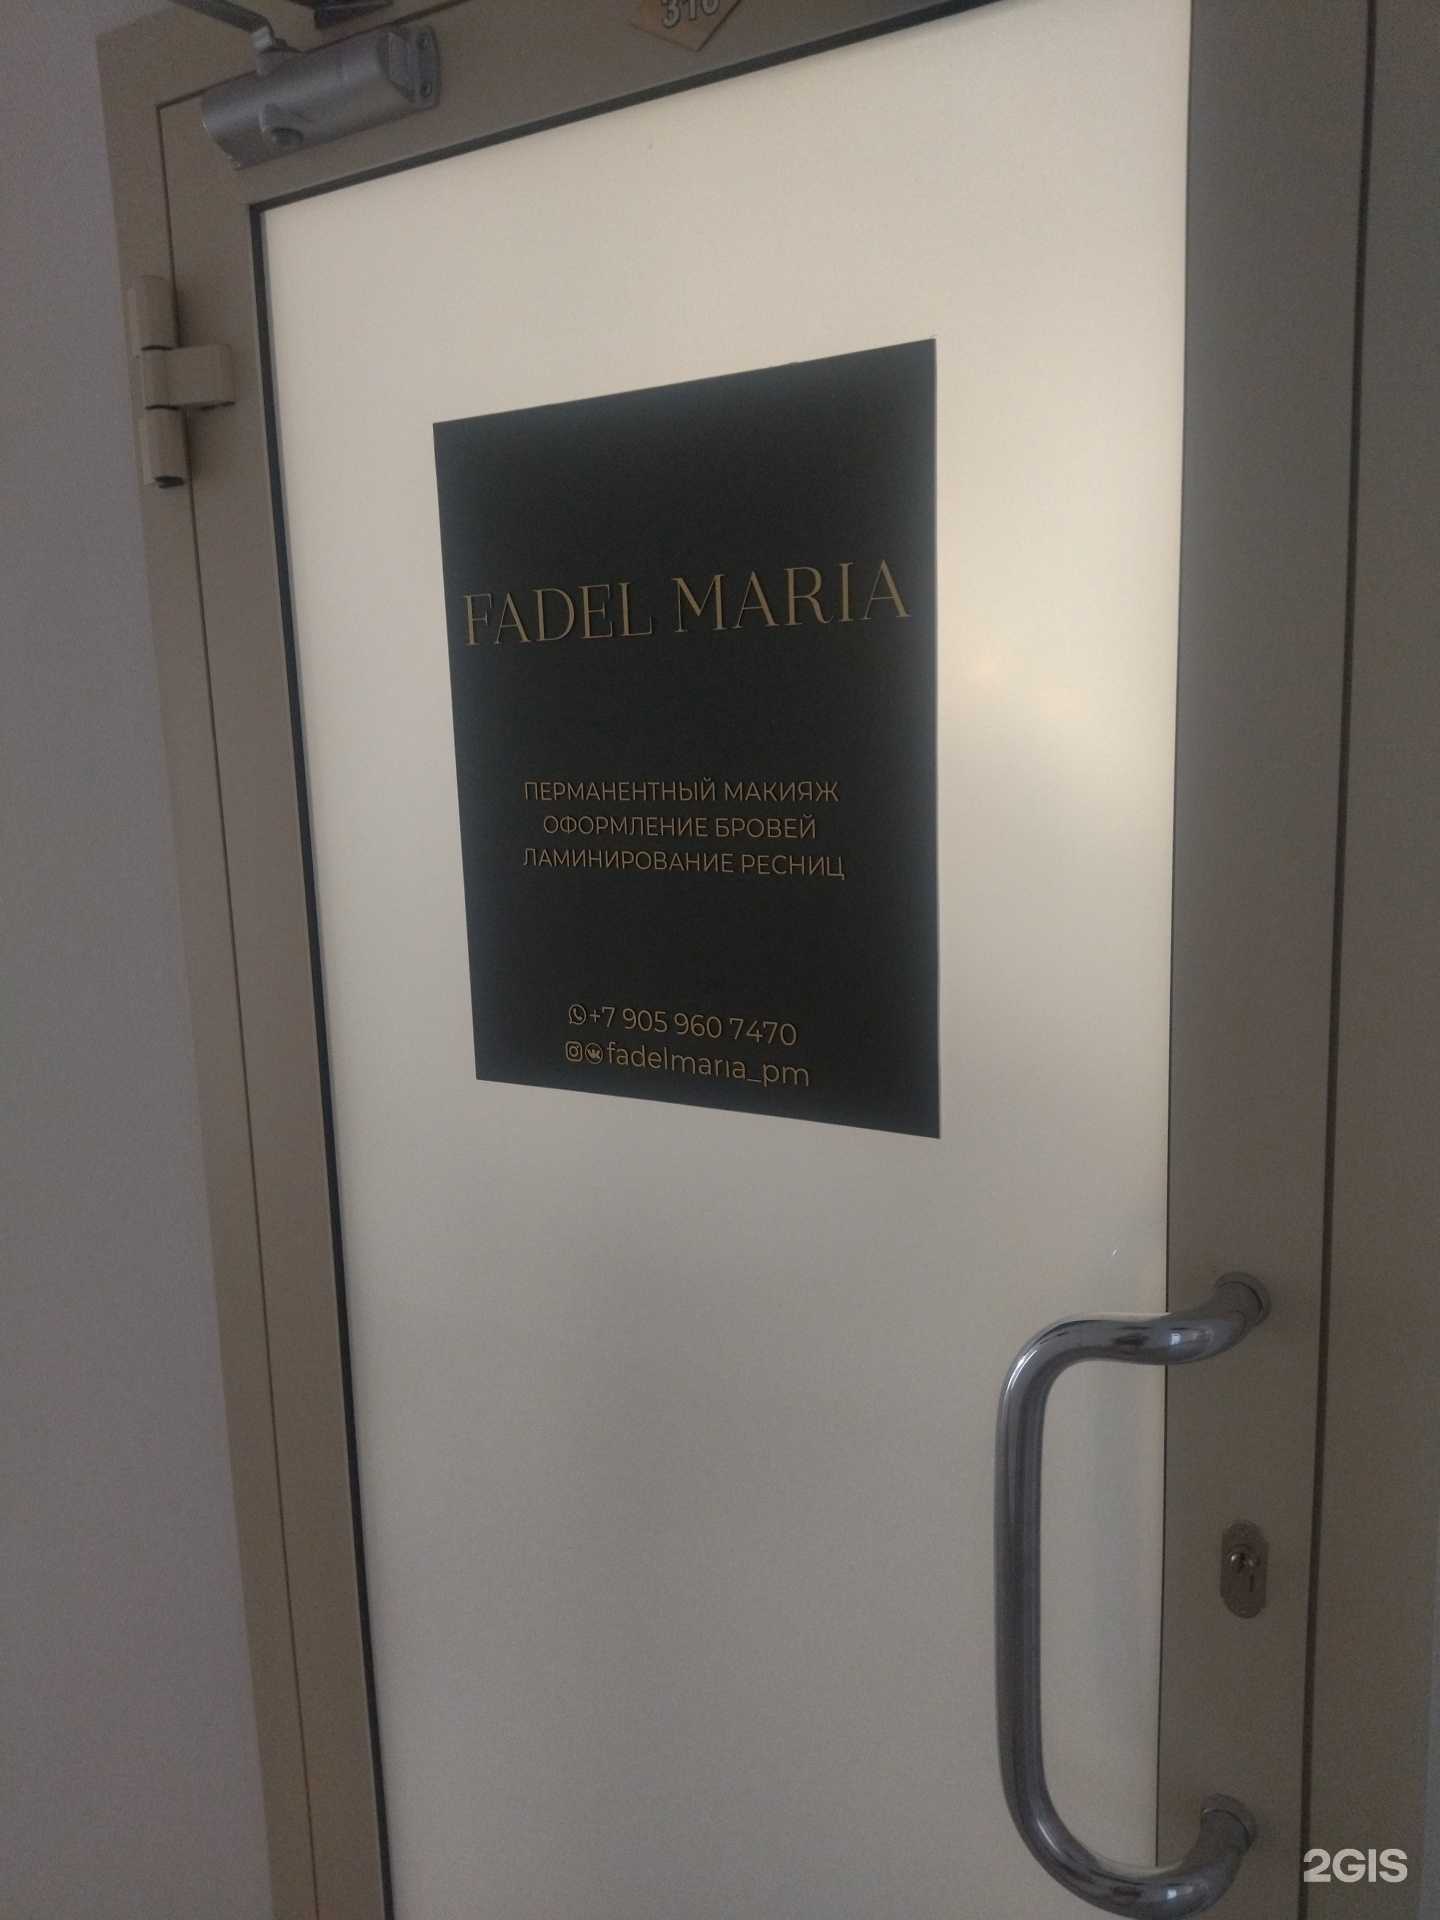 FADEL MARIA
ПЕРМАНЕНТНЫЙ МАКИЯЖ
ОФОРМЛЕНИЕ БРОВЕЙ
ЛАМИНИРОВАНИЕ РЕСНИЦ
+7 905 960 7470
fadelmaria_pm
2GIS